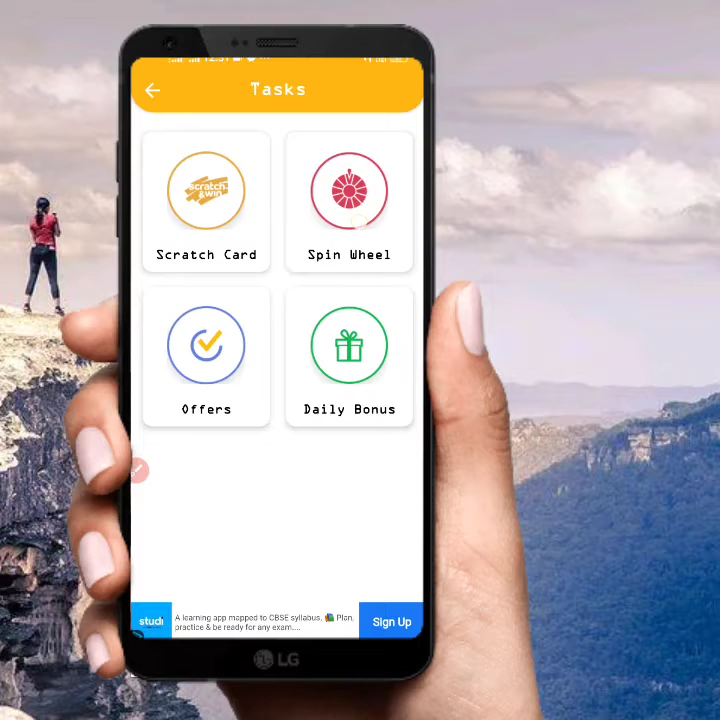 Tasks
scratch
&win
Scratch Card
Spin Wheel
Offers
Daily Bonus
studi
A learning app mapped to CBSE syllabus. 📚 Plan,
practice & be ready for any exam....
Sign Up
LG